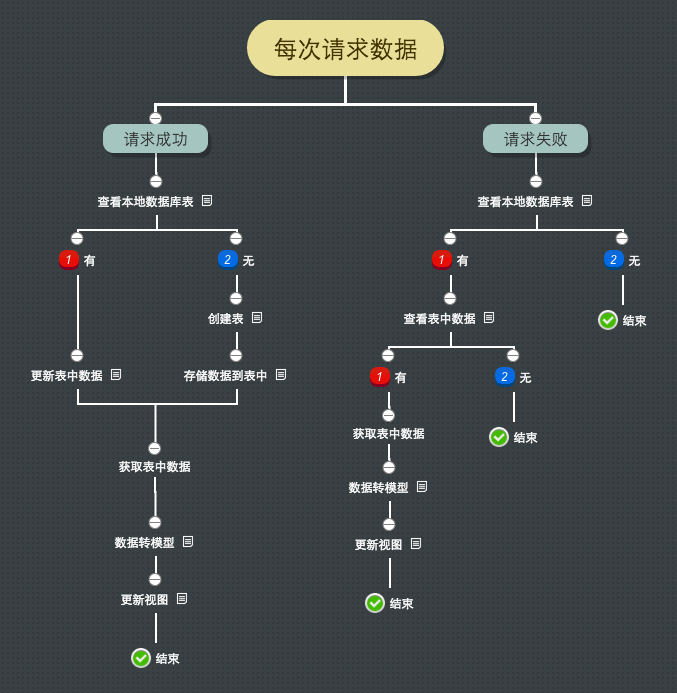 每次请求数据
请求成功
请求失败
查看本地数据库表
查看本地数据库表
1 有
2 无
1 有
2 无
创建表
查看表中数据
结束
更新表中数据
存储数据到表中
1 有
2 无
获取表中数据
结束
获取表中数据
数据转模型
数据转模型
更新视图
更新视图
结束
结束